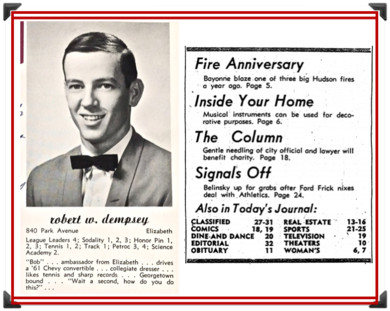 robert w. dempsey
840 Park Avenue Elizabeth
League Leaders 4; Sodality 1, 2, 3; Honor Pin 1,
2, 3; Tennis 1, 2; Track 1; Petros 3, 4; Science
Academy 2.
"Bob" . . . ambassador from Elizabeth . . . drives
a '61 Chevy convertible . . . collegiate dresser . . .
likes tennis and sharp records . . . Georgetown
bound . . . "Wait a second, how do you do
this?" . . .
Fire Anniversary
Bayonne blaze one of three big Hudson fires
a year ago. Page 5.
Inside Your Home
Musical instruments can be used for deco-
rative purposes. Page 6.
The Column
Gentle needling of city official and lawyer will
benefit charity. Page 18.
Signals Off
Belinsky up for grabs after Ford Frick nixes
deal with Athletics. Page 24.
Also in Today's Journal:
CLASSIFIED 27-31 REAL ESTATE 13-16
COMICS 18, 19 SPORTS 21-25
DINE AND DANCE 20 TELEVISION 19
EDITORIAL 32 THEATERS 10
OBITUARY 11 WOMAN'S 6, 7